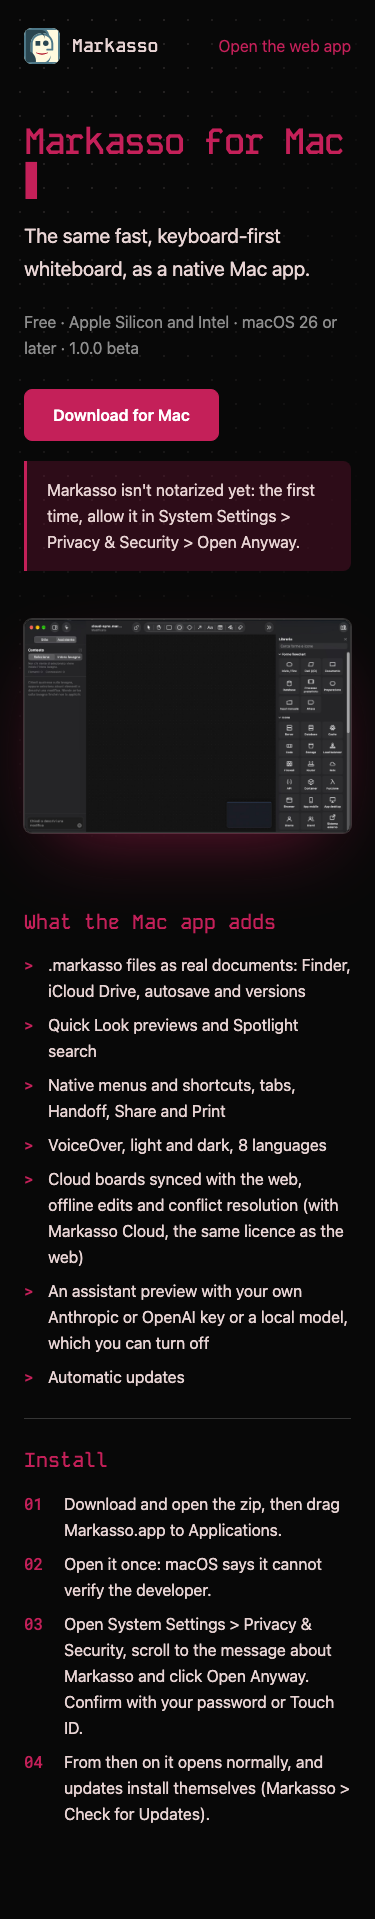 Markasso
Open the web app
Markasso for Mac
The same fast, keyboard-first
whiteboard, as a native Mac app.
Free · Apple Silicon and Intel · macOS 26 or
later · 1.0.0 beta
Download for Mac
Markasso isn't notarized yet: the first
time, allow it in System Settings >
Privacy & Security > Open Anyway.
What the Mac app adds
> .markasso files as real documents: Finder,
iCloud Drive, autosave and versions
> Quick Look previews and Spotlight
search
> Native menus and shortcuts, tabs,
Handoff, Share and Print
> VoiceOver, light and dark, 8 languages
> Cloud boards synced with the web,
offline edits and conflict resolution (with
Markasso Cloud, the same licence as the
web)
> An assistant preview with your own
Anthropic or OpenAI key or a local model,
which you can turn off
> Automatic updates
Install
01 Download and open the zip, then drag
Markasso.app to Applications.
02 Open it once: macOS says it cannot
verify the developer.
03 Open System Settings > Privacy &
Security, scroll to the message about
Markasso and click Open Anyway.
Confirm with your password or Touch
ID.
04 From then on it opens normally, and
updates install themselves (Markasso >
Check for Updates).